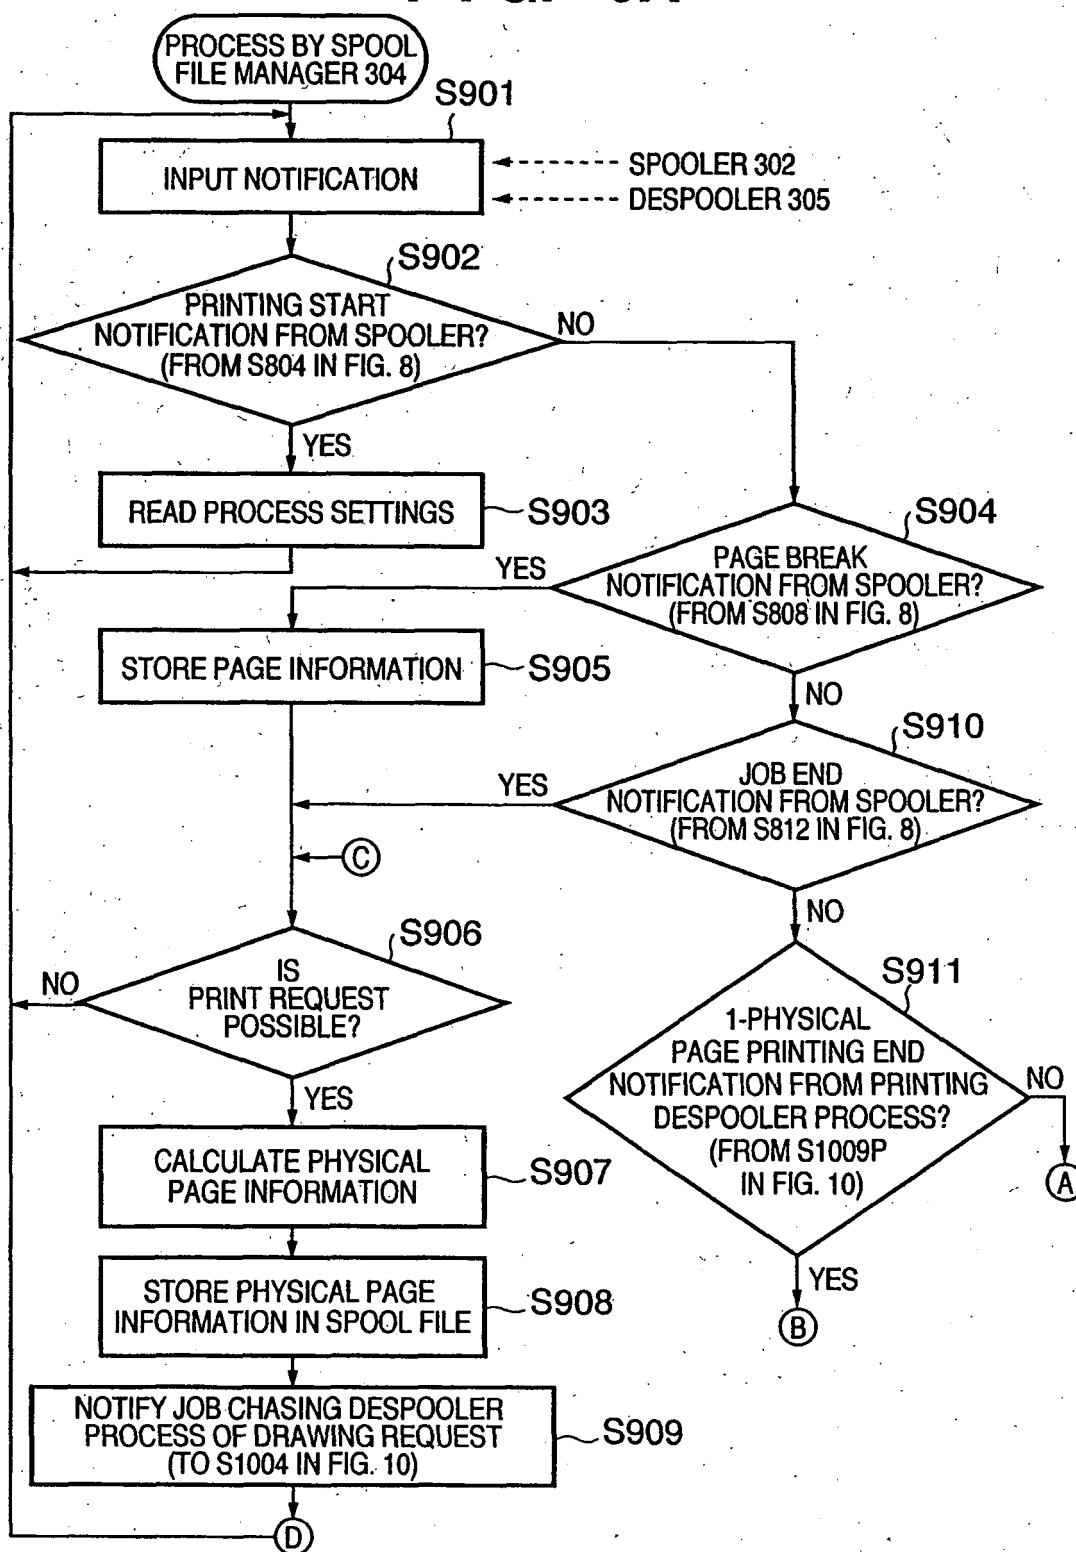 PROCESS BY SPOOL
FILE MANAGER 304
S901
INPUT NOTIFICATION
SPOOLER 302
DESPOOLER 305
S902
PRINTING START
NOTIFICATION FROM SPOOLER?
(FROM S804 IN FIG. 8)
NO
YES
READ PROCESS SETTINGS
S903
S904
PAGE BREAK
NOTIFICATION FROM SPOOLER?
(FROM S808 IN FIG. 8)
YES
NO
STORE PAGE INFORMATION
S905
S910
JOB END
NOTIFICATION FROM SPOOLER?
(FROM S812 IN FIG. 8)
YES
NO
C
S906
IS
PRINT REQUEST
POSSIBLE?
NO
YES
S911
1-PHYSICAL
PAGE PRINTING END
NOTIFICATION FROM PRINTING
DESPOOLER PROCESS?
(FROM S1009P
IN FIG. 10)
NO
A
YES
B
CALCULATE PHYSICAL
PAGE INFORMATION
S907
STORE PHYSICAL PAGE
INFORMATION IN SPOOL FILE
S908
NOTIFY JOB CHASING DESPOOLER
PROCESS OF DRAWING REQUEST
(TO S1004 IN FIG. 10)
S909
D